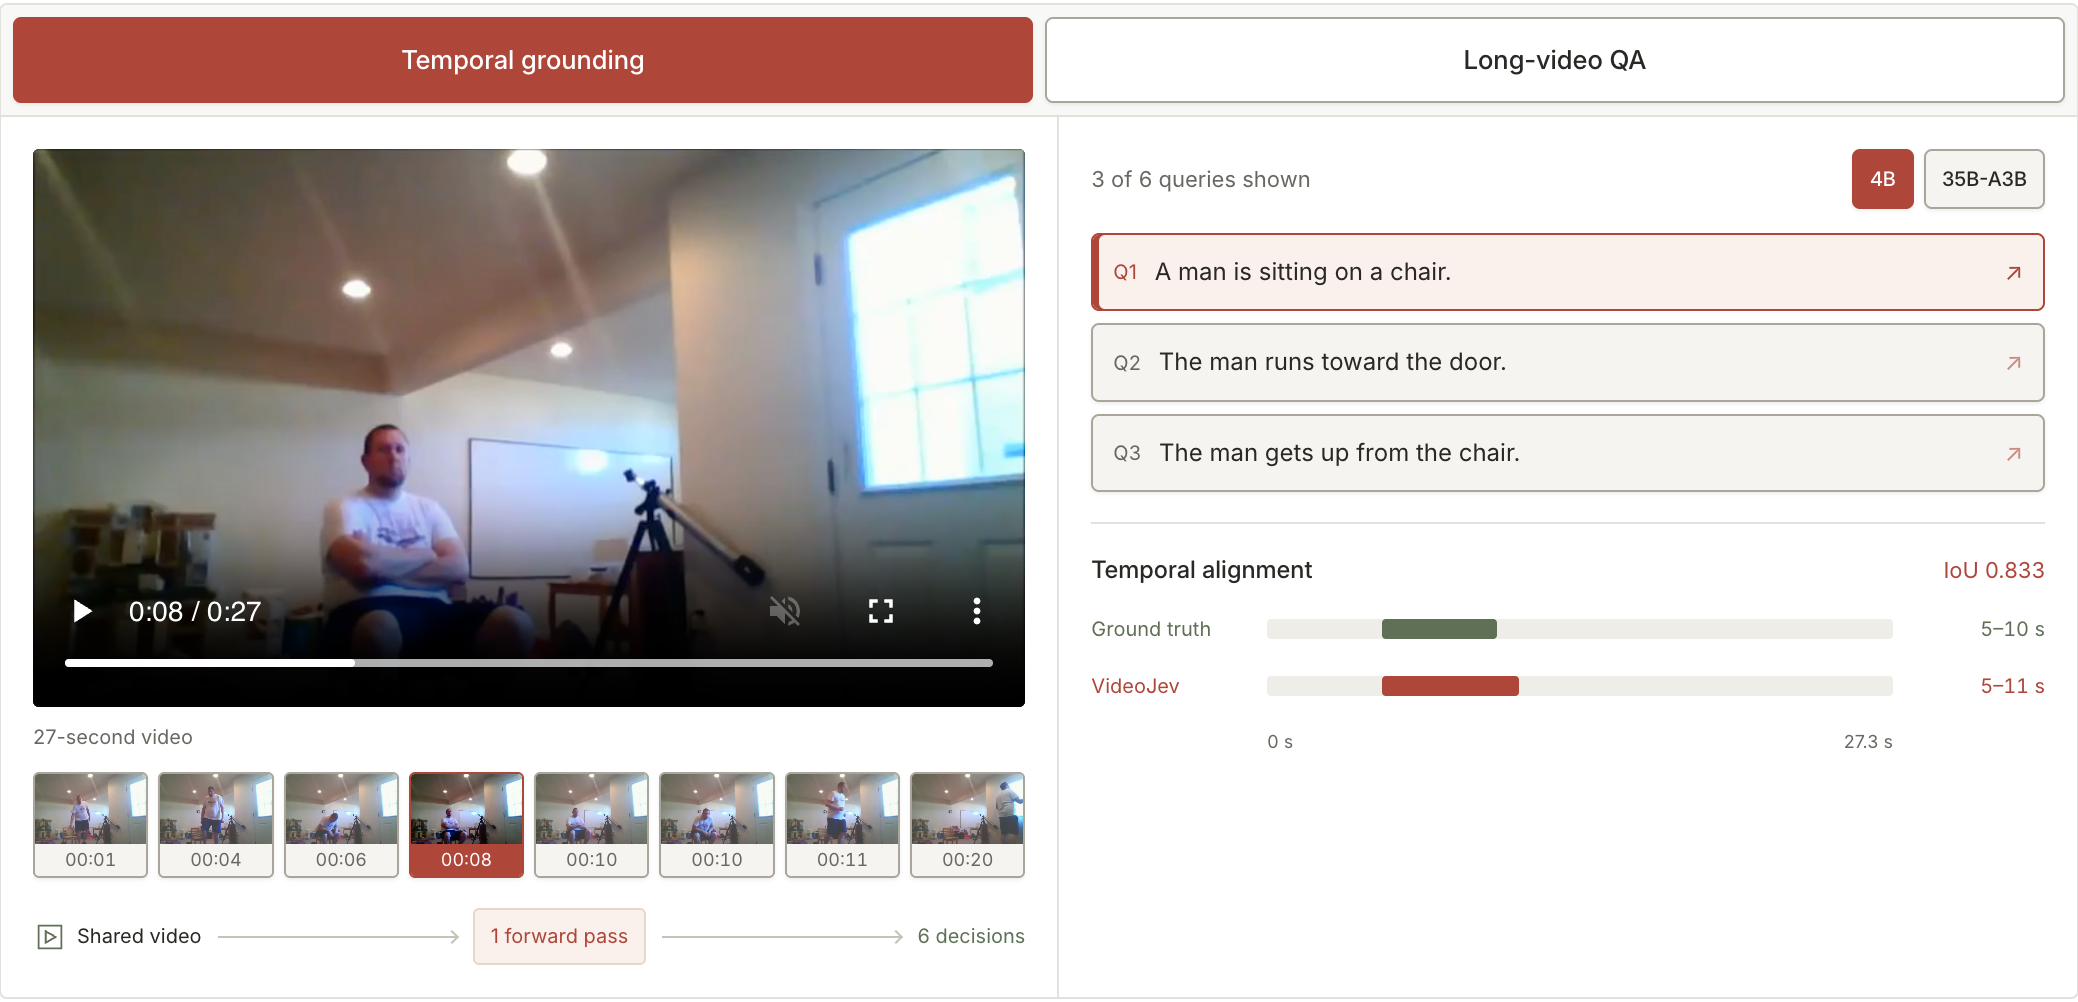 Temporal grounding
Long-video QA
0:08 / 0:27
27-second video
00:01
00:04
00:06
00:08
00:10
00:10
00:11
00:20
Shared video
1 forward pass
6 decisions
3 of 6 queries shown
4B
35B-A3B
Q1 A man is sitting on a chair.
Q2 The man runs toward the door.
Q3 The man gets up from the chair.
Temporal alignment
IoU 0.833
Ground truth
5–10 s
VideoJev
5–11 s
0 s
27.3 s